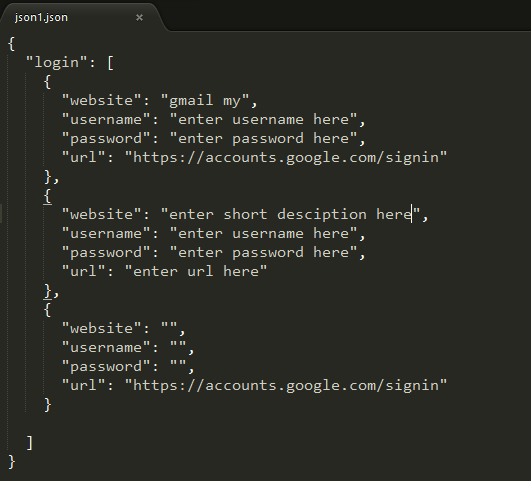 json1.json ×
{
  "login": [
    {
      "website": "gmail my",
      "username": "enter username here",
      "password": "enter password here",
      "url": "https://accounts.google.com/signin"
    },
    {
      "website": "enter short desciption here",
      "username": "enter username here",
      "password": "enter password here",
      "url": "enter url here"
    },
    {
      "website": "",
      "username": "",
      "password": "",
      "url": "https://accounts.google.com/signin"
    }
  ]
}